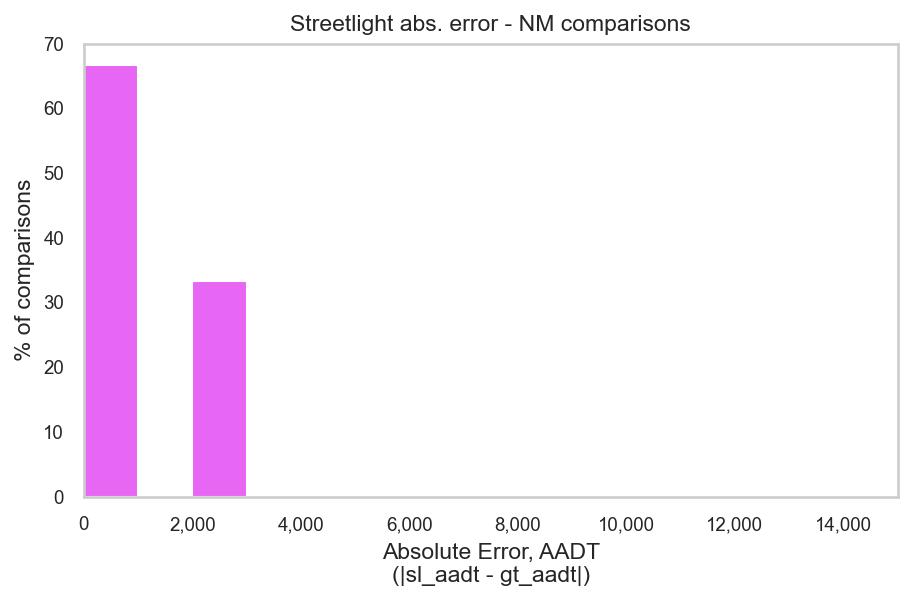 Streetlight abs. error - NM comparisons
70
60
50
40
30
20
10
0
% of comparisons
0 2,000 4,000 6,000 8,000 10,000 12,000 14,000
Absolute Error, AADT
(|sl_aadt - gt_aadt|)